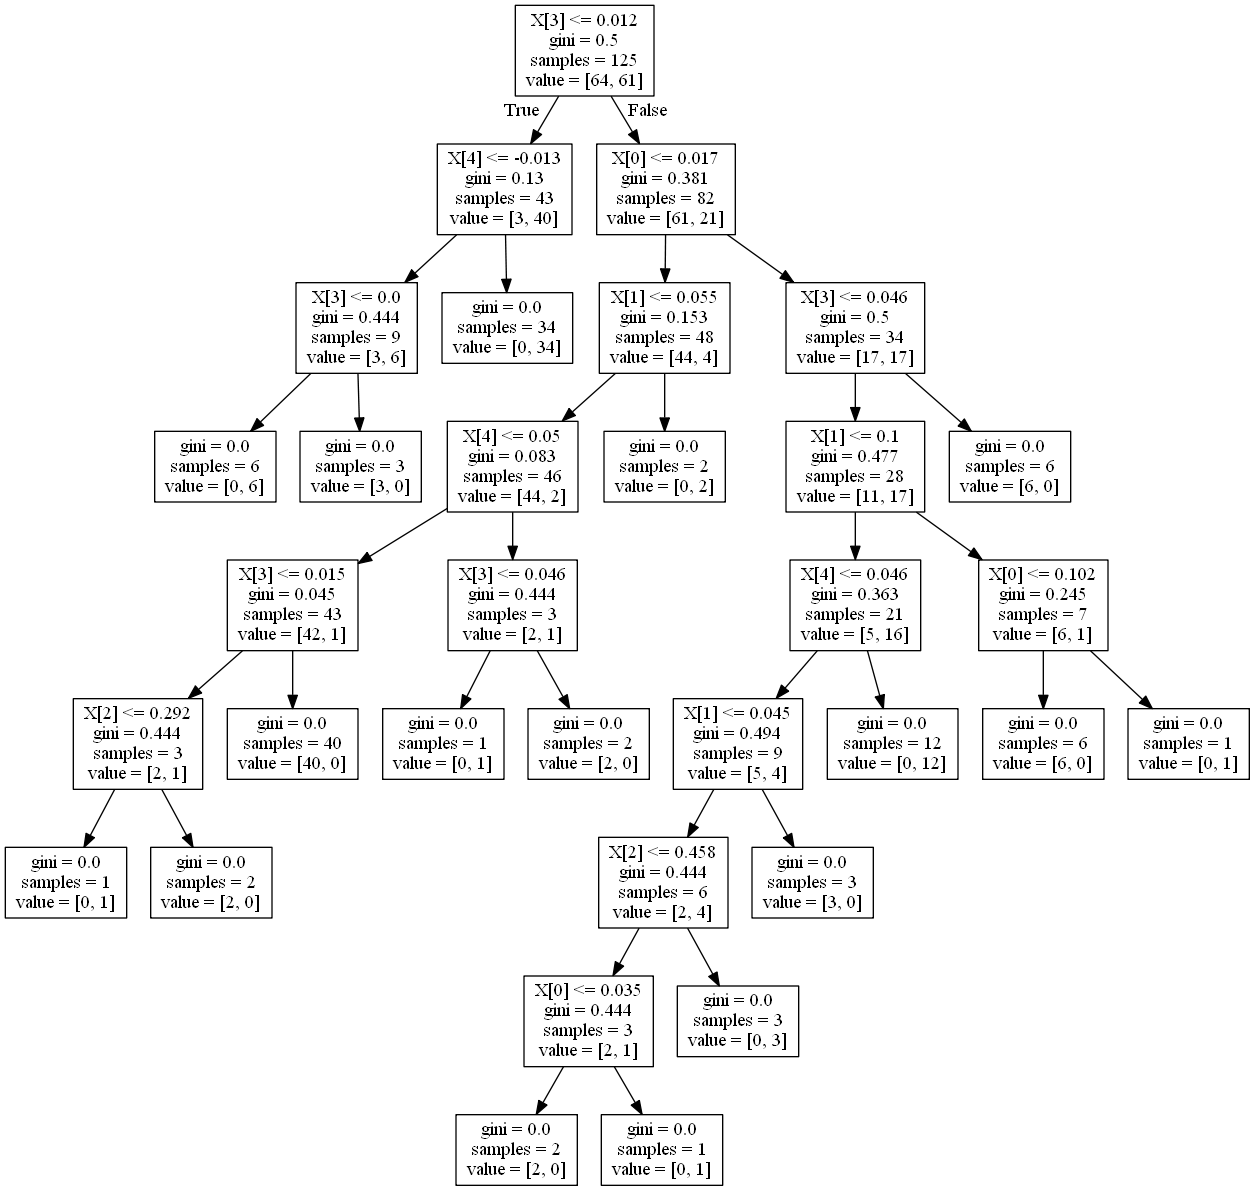 X[3] <= 0.012
gini = 0.5
samples = 125
value = [64, 61]
True
False
X[4] <= -0.013
gini = 0.13
samples = 43
value = [3, 40]
X[0] <= 0.017
gini = 0.381
samples = 82
value = [61, 21]
X[3] <= 0.0
gini = 0.444
samples = 9
value = [3, 6]
gini = 0.0
samples = 34
value = [0, 34]
X[1] <= 0.055
gini = 0.153
samples = 48
value = [44, 4]
X[3] <= 0.046
gini = 0.5
samples = 34
value = [17, 17]
gini = 0.0
samples = 6
value = [0, 6]
gini = 0.0
samples = 3
value = [3, 0]
X[4] <= 0.05
gini = 0.083
samples = 46
value = [44, 2]
gini = 0.0
samples = 2
value = [0, 2]
X[1] <= 0.1
gini = 0.477
samples = 28
value = [11, 17]
gini = 0.0
samples = 6
value = [6, 0]
X[3] <= 0.015
gini = 0.045
samples = 43
value = [42, 1]
X[3] <= 0.046
gini = 0.444
samples = 3
value = [2, 1]
X[4] <= 0.046
gini = 0.363
samples = 21
value = [5, 16]
X[0] <= 0.102
gini = 0.245
samples = 7
value = [6, 1]
X[2] <= 0.292
gini = 0.444
samples = 3
value = [2, 1]
gini = 0.0
samples = 40
value = [40, 0]
gini = 0.0
samples = 1
value = [0, 1]
gini = 0.0
samples = 2
value = [2, 0]
X[1] <= 0.045
gini = 0.494
samples = 9
value = [5, 4]
gini = 0.0
samples = 12
value = [0, 12]
gini = 0.0
samples = 6
value = [6, 0]
gini = 0.0
samples = 1
value = [0, 1]
gini = 0.0
samples = 1
value = [0, 1]
gini = 0.0
samples = 2
value = [2, 0]
X[2] <= 0.458
gini = 0.444
samples = 6
value = [2, 4]
gini = 0.0
samples = 3
value = [3, 0]
X[0] <= 0.035
gini = 0.444
samples = 3
value = [2, 1]
gini = 0.0
samples = 3
value = [0, 3]
gini = 0.0
samples = 2
value = [2, 0]
gini = 0.0
samples = 1
value = [0, 1]